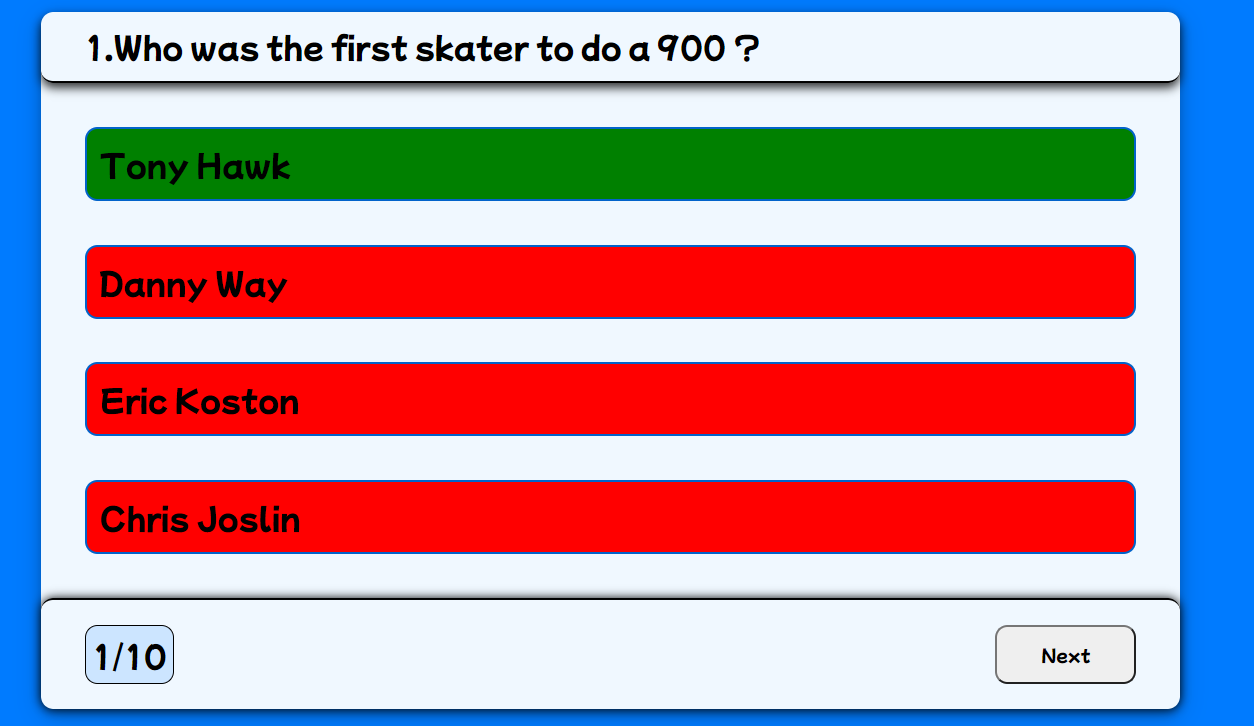 1.Who was the first skater to do a 900 ?
Tony Hawk
Danny Way
Eric Koston
Chris Joslin
1/10
Next